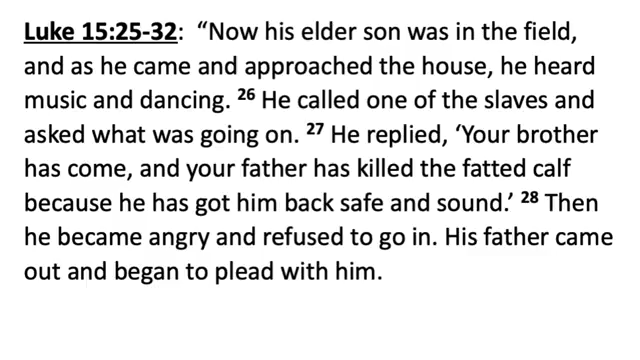 Luke 15:25-32:  “Now his elder son was in the field,
and as he came and approached the house, he heard
music and dancing. 26 He called one of the slaves and
asked what was going on. 27 He replied, ‘Your brother
has come, and your father has killed the fatted calf
because he has got him back safe and sound.’ 28 Then
he became angry and refused to go in. His father came
out and began to plead with him.